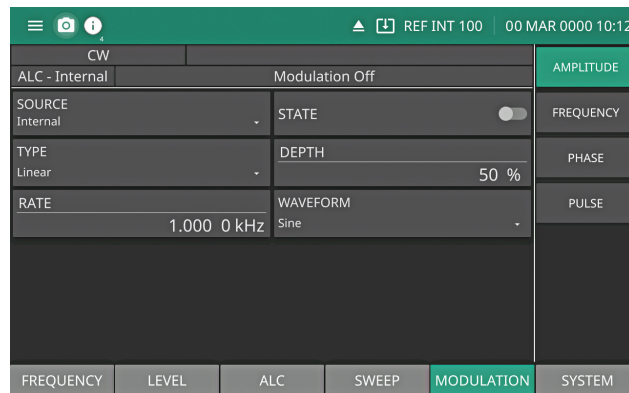 4
REF INT 100 00 MAR 0000 10:12
CW
ALC - Internal Modulation Off
AMPLITUDE
SOURCE
Internal
STATE
FREQUENCY
TYPE
Linear
DEPTH
50 %
PHASE
RATE
1.000 0 kHz
WAVEFORM
Sine
PULSE
FREQUENCY LEVEL ALC SWEEP MODULATION SYSTEM